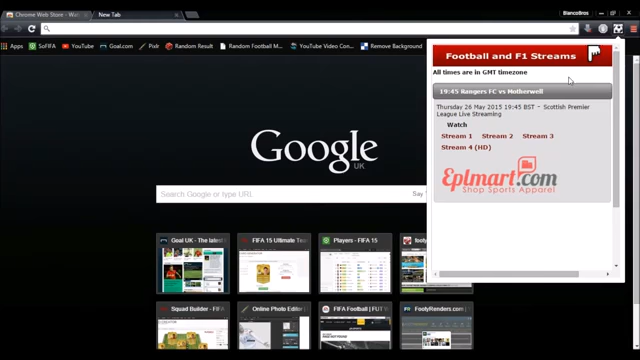 Chrome Web Store - Wat
New Tab
BlancoBros
Apps
SoFIFA
YouTube
Goal.com
Pixlr
Random Result
Random Football M...
YouTube Video Conv...
Remove Background
Football and F1 Streams
All times are in GMT timezone
19:45 Rangers FC vs Motherwell
Thursday 26 May 2015 19:45 BST - Scottish Premier
League Live Streaming
Watch
Stream 1 Stream 2 Stream 3
Stream 4 (HD)
Eplmart.com
Shop Sports Apparel
Google
UK
Search Google or type URL
Say
Goal UK - The latest
FIFA 15 Ultimate Tea
Players - FIFA 15
footy
Squad Builder - FIFA
Online Photo Editor |
FIFA Football | FUT W
FootyRenders.com